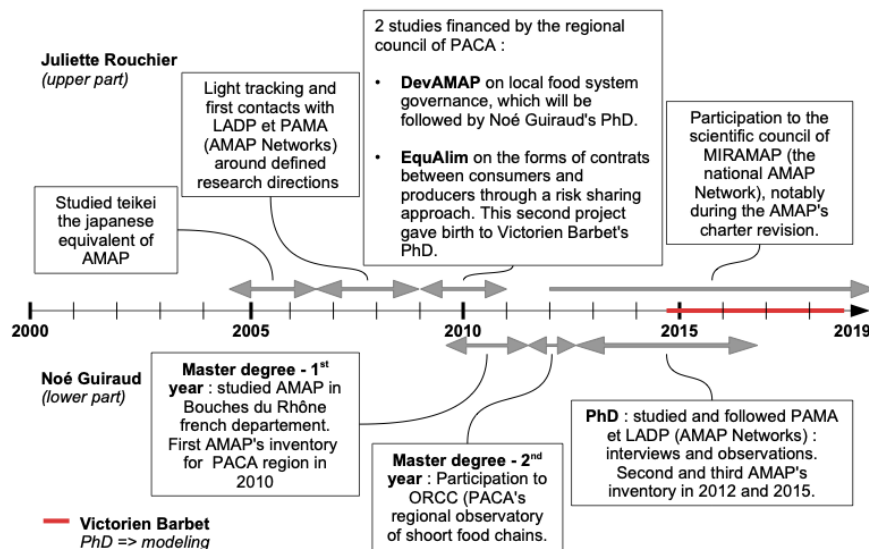 Juliette Rouchier
(upper part)
Studied teikei
the japanese
equivalent of
AMAP
Light tracking and
first contacts with
LADP et PAMA
(AMAP Networks)
around defined
research directions
2 studies financed by the regional
council of PACA :
• DevAMAP on local food system
governance, which will be
followed by Noé Guiraud's PhD.
• EquAlim on the forms of contrats
between consumers and
producers through a risk sharing
approach. This second project
gave birth to Victorien Barbet's
PhD.
Participation to the
scientific council of
MIRAMAP (the
national AMAP
Network), notably
during the AMAP's
charter revision.
2000 2005 2010 2015 2019
Noé Guiraud
(lower part)
Master degree - 1st
year : studied AMAP in
Bouches du Rhône
french departement.
First AMAP's inventory
for PACA region in
2010
Master degree - 2nd
year : Participation to
ORCC (PACA's
regional observatory
of shoort food chains.
PhD : studied and followed PAMA
et LADP (AMAP Networks) :
interviews and observations.
Second and third AMAP's
inventory in 2012 and 2015.
Victorien Barbet
PhD => modeling